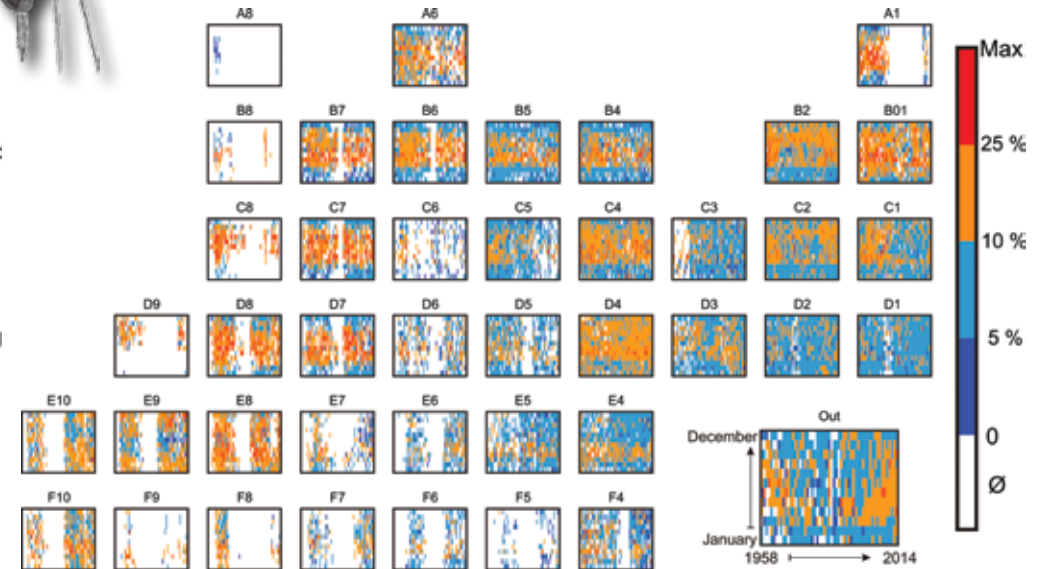 A8 A6 A1
Max
B8 B7 B6 B5 B4 B2 B01
25 %
C8 C7 C6 C5 C4 C3 C2 C1
10 %
D9 D8 D7 D6 D5 D4 D3 D2 D1
5 %
E10 E9 E8 E7 E6 E5 E4
Out
December
0
Ø
F10 F9 F8 F7 F6 F5 F4
January
1958 2014